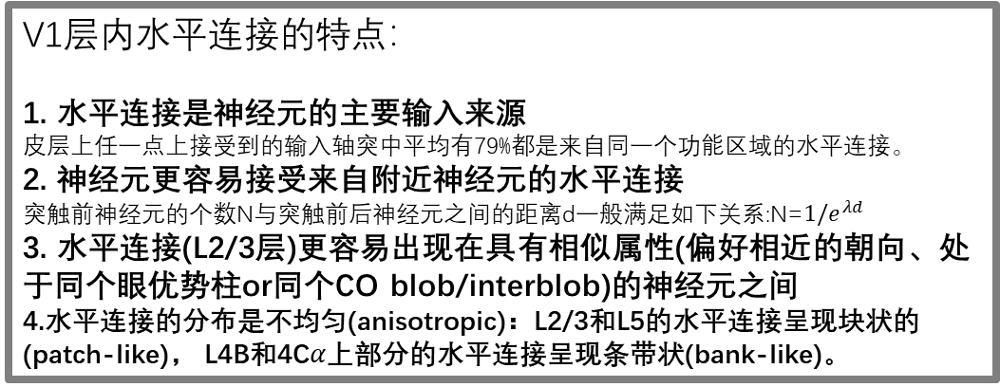 V1层内水平连接的特点:
1. 水平连接是神经元的主要输入来源
皮层上任一点上接受到的输入轴突中平均有79%都是来自同一个功能区域的水平连接。
2. 神经元更容易接受来自附近神经元的水平连接
突触前神经元的个数N与突触前后神经元之间的距离d一般满足如下关系:N=1/e^{λd}
3. 水平连接(L2/3层)更容易出现在具有相似属性(偏好相近的朝向、处
于同个眼优势柱or同个CO blob/interblob)的神经元之间
4.水平连接的分布是不均匀(anisotropic)：L2/3和L5的水平连接呈现块状的
(patch-like)， L4B和4Cα上部分的水平连接呈现条带状(bank-like)。